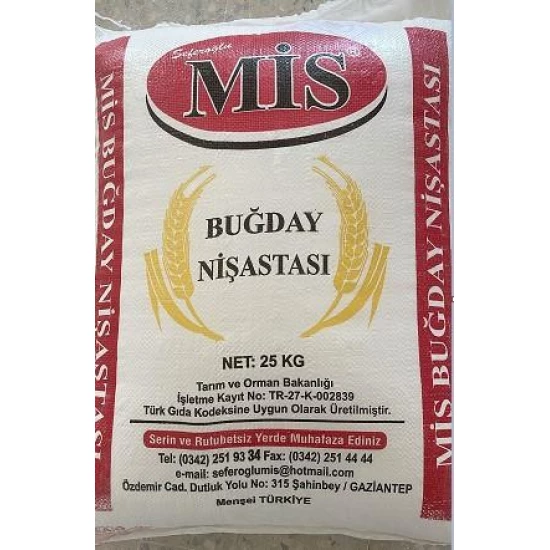 Seferoğlu
MİS
®
MİS BUĞDAY NİŞASTASI
BUĞDAY
NİŞASTASI
MİS BUĞDAY NİŞASTASI
NET: 25 KG
Tarım ve Orman Bakanlığı
İşletme Kayıt No: TR-27-K-002839
Türk Gıda Kodeksine Uygun Olarak Üretilmiştir.
Serin ve Rutubetsiz Yerde Muhafaza Ediniz
Tel: (0342) 251 93 34 Fax: (0342) 251 44 44
e-mail: seferoglumis@hotmail.com
Özdemir Cad. Dutluk Yolu No: 315 Şahinbey / GAZİANTEP
Menşei TÜRKİYE